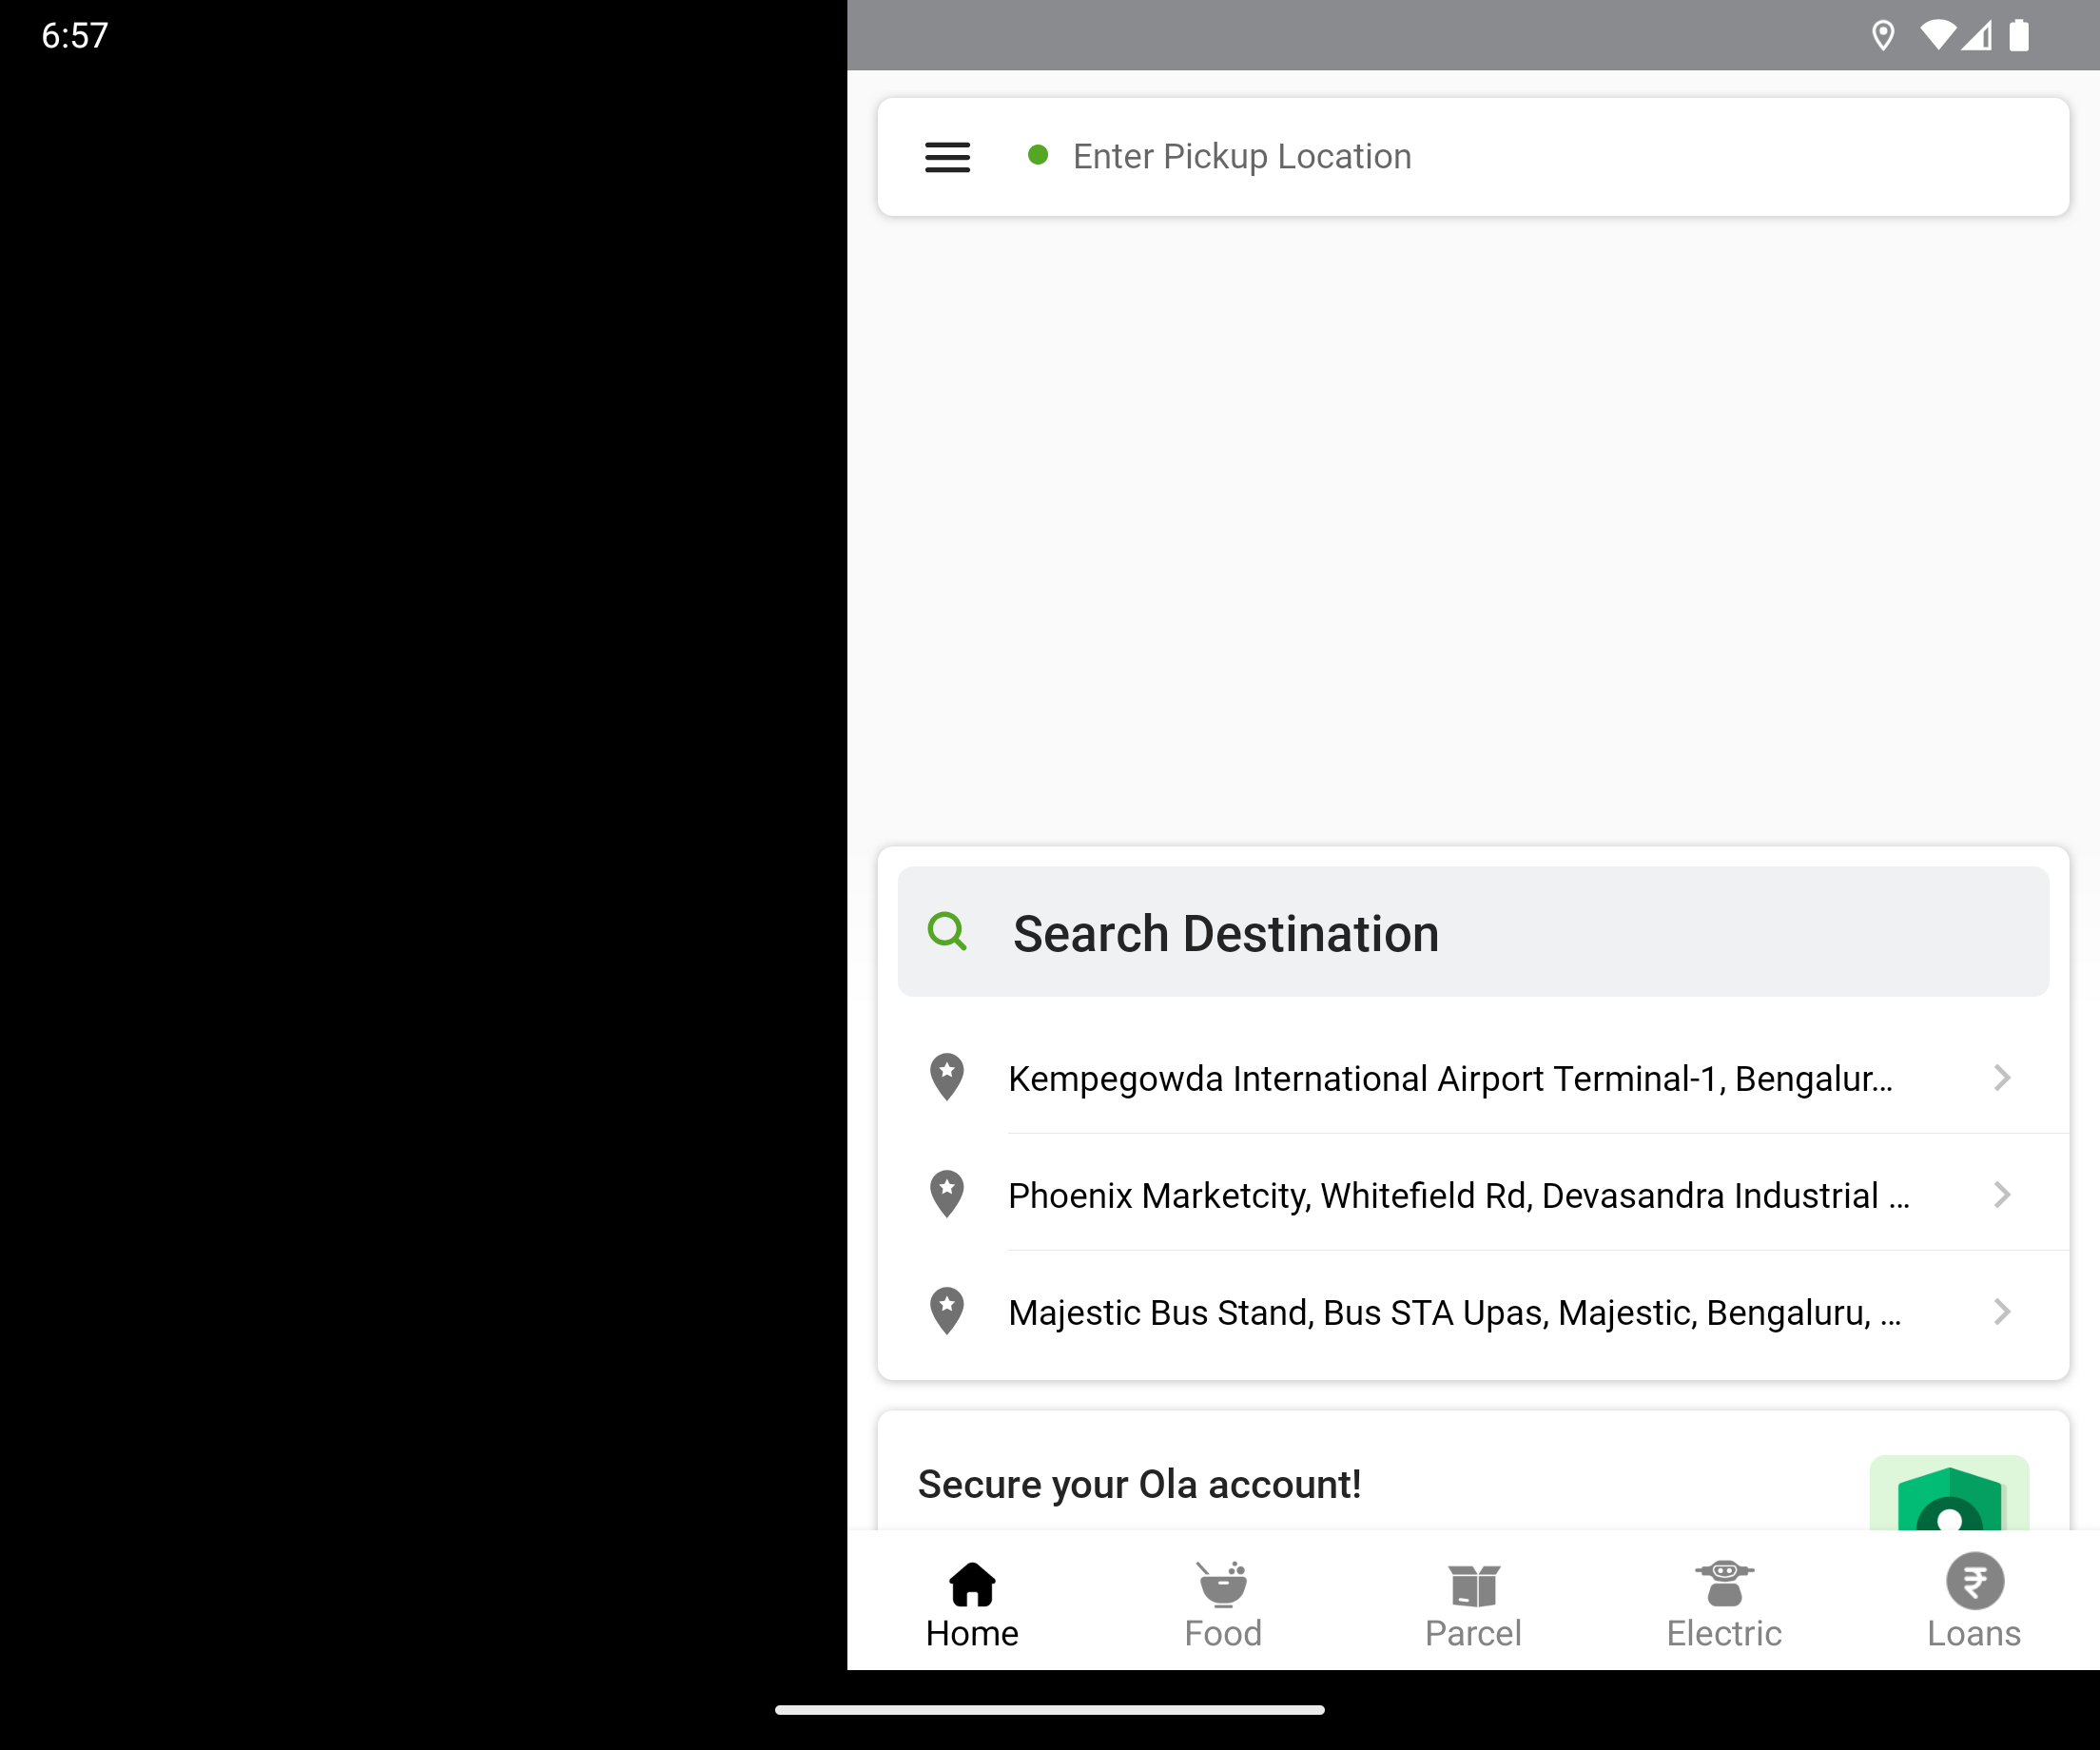 6:57
Enter Pickup Location
Search Destination
Kempegowda International Airport Terminal-1, Bengalur...
Phoenix Marketcity, Whitefield Rd, Devasandra Industrial ...
Majestic Bus Stand, Bus STA Upas, Majestic, Bengaluru, ...
Secure your Ola account!
Home
Food
Parcel
Electric
Loans